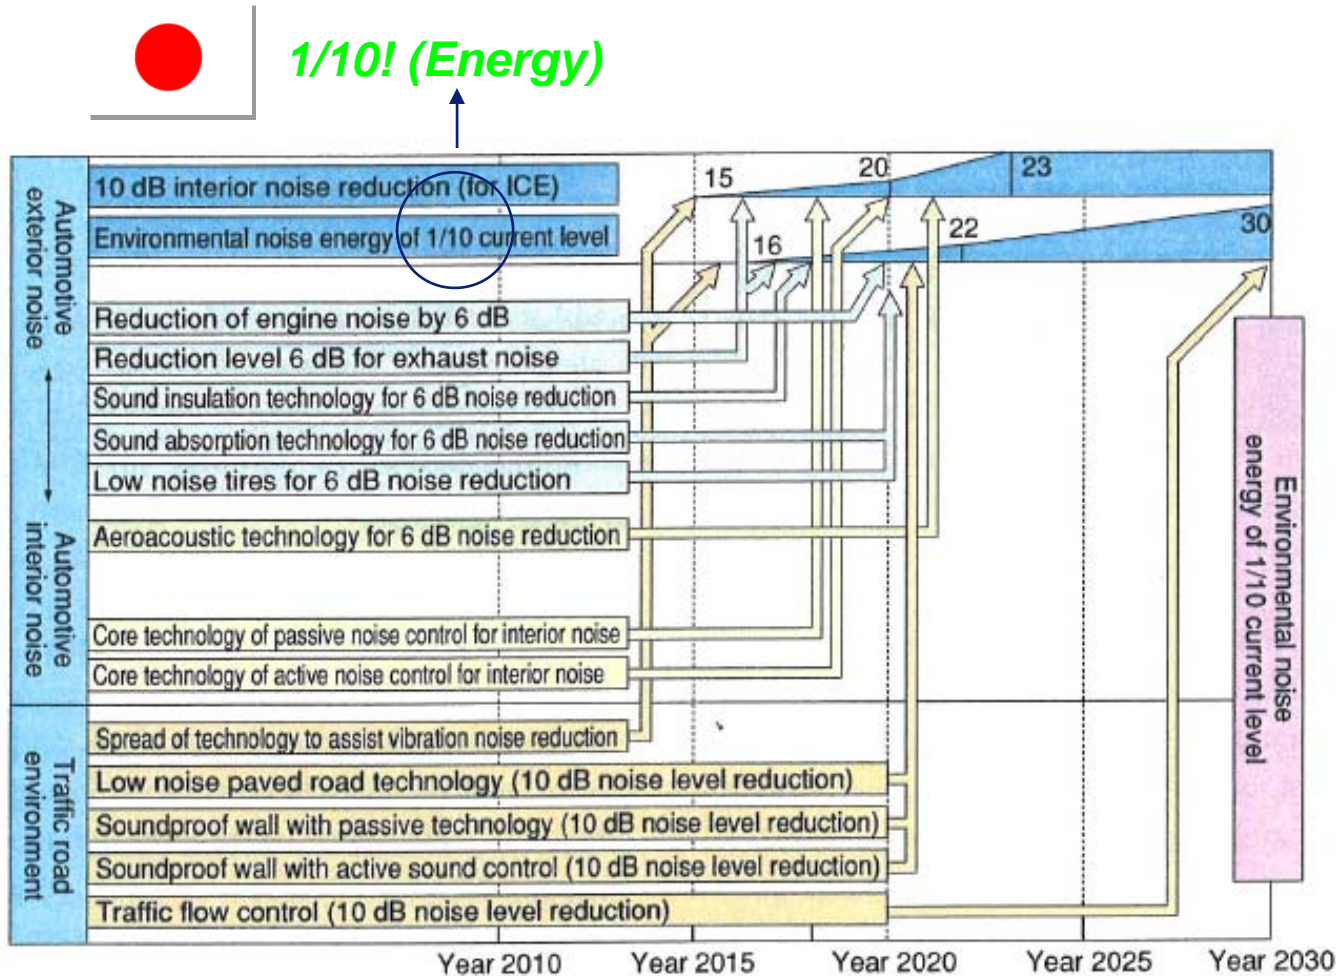 1/10! (Energy)
Automotive
exterior noise
Automotive
interior noise
Traffic road
environment
10 dB interior noise reduction (for ICE)
Environmental noise energy of 1/10 current level
15
20
23
16
22
30
Reduction of engine noise by 6 dB
Reduction level 6 dB for exhaust noise
Sound insulation technology for 6 dB noise reduction
Sound absorption technology for 6 dB noise reduction
Low noise tires for 6 dB noise reduction
Aeroacoustic technology for 6 dB noise reduction
Core technology of passive noise control for interior noise
Core technology of active noise control for interior noise
Spread of technology to assist vibration noise reduction
Low noise paved road technology (10 dB noise level reduction)
Soundproof wall with passive technology (10 dB noise level reduction)
Soundproof wall with active sound control (10 dB noise level reduction)
Traffic flow control (10 dB noise level reduction)
Environmental noise
energy of 1/10 current level
Year 2010
Year 2015
Year 2020
Year 2025
Year 2030